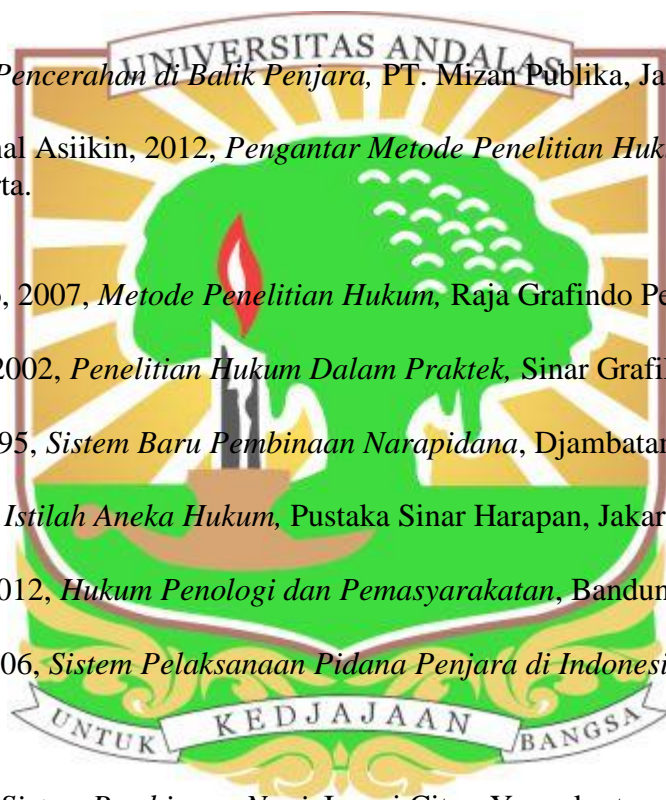 UNIVERSITAS ANDALAS
Pencerahan di Balik Penjara, PT. Mizan Publika, Ja
nal Asiikin, 2012, Pengantar Metode Penelitian Huk
rta.
, 2007, Metode Penelitian Hukum, Raja Grafindo Pe
2002, Penelitian Hukum Dalam Praktek, Sinar Grafi
95, Sistem Baru Pembinaan Narapidana, Djambatan
Istilah Aneka Hukum, Pustaka Sinar Harapan, Jakar
012, Hukum Penologi dan Pemasyarakatan, Bandun
06, Sistem Pelaksanaan Pidana Penjara di Indonesi
UNTUK KEDJAJAAN BANGSA